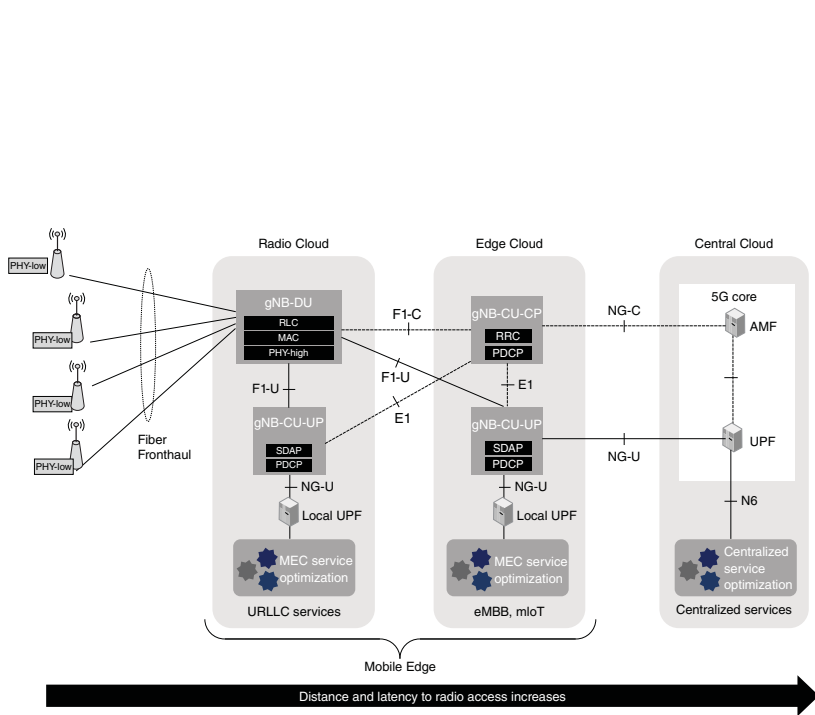 Radio Cloud
Edge Cloud
Central Cloud
PHY-low
PHY-low
PHY-low
PHY-low
Fiber
Fronthaul
gNB-DU
RLC
MAC
PHY-high
F1-U
gNB-CU-UP
SDAP
PDCP
NG-U
Local UPF
MEC service
optimization
URLLC services
F1-C
F1-U
E1
gNB-CU-CP
RRC
PDCP
E1
gNB-CU-UP
SDAP
PDCP
NG-U
Local UPF
MEC service
optimization
eMBB, mIoT
NG-C
NG-U
5G core
AMF
UPF
N6
Centralized
service
optimization
Centralized services
Mobile Edge
Distance and latency to radio access increases